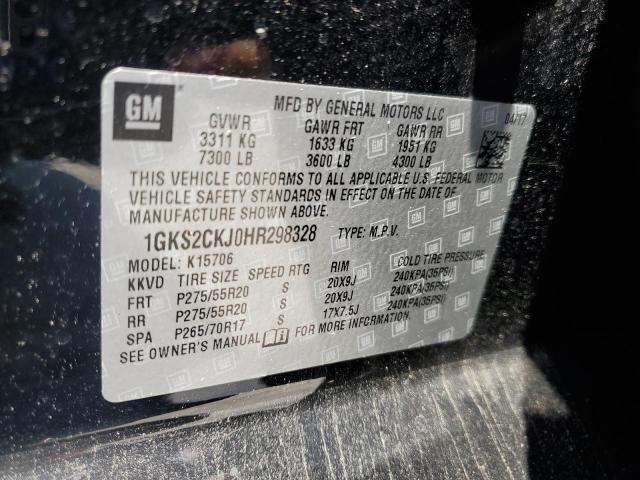 GM
MFD BY GENERAL MOTORS LLC
04/17
GVWR GAWR FRT GAWR RR
3311 KG 1633 KG 1951 KG
7300 LB 3600 LB 4300 LB
THIS VEHICLE CONFORMS TO ALL APPLICABLE U.S. FEDERAL MOTOR
VEHICLE SAFETY STANDARDS IN EFFECT ON THE DATE OF
MANUFACTURE SHOWN ABOVE.
1GKS2CKJ0HR298328 TYPE: M.P.V.
MODEL: K15706
KKVD TIRE SIZE SPEED RTG RIM COLD TIRE PRESSURE
FRT P275/55R20 S 20X9J 240KPA(35PSI)
RR P275/55R20 S 20X9J 240KPA(35PSI)
SPA P265/70R17 S 17X7.5J 240KPA(35PSI)
SEE OWNER'S MANUAL FOR MORE INFORMATION.